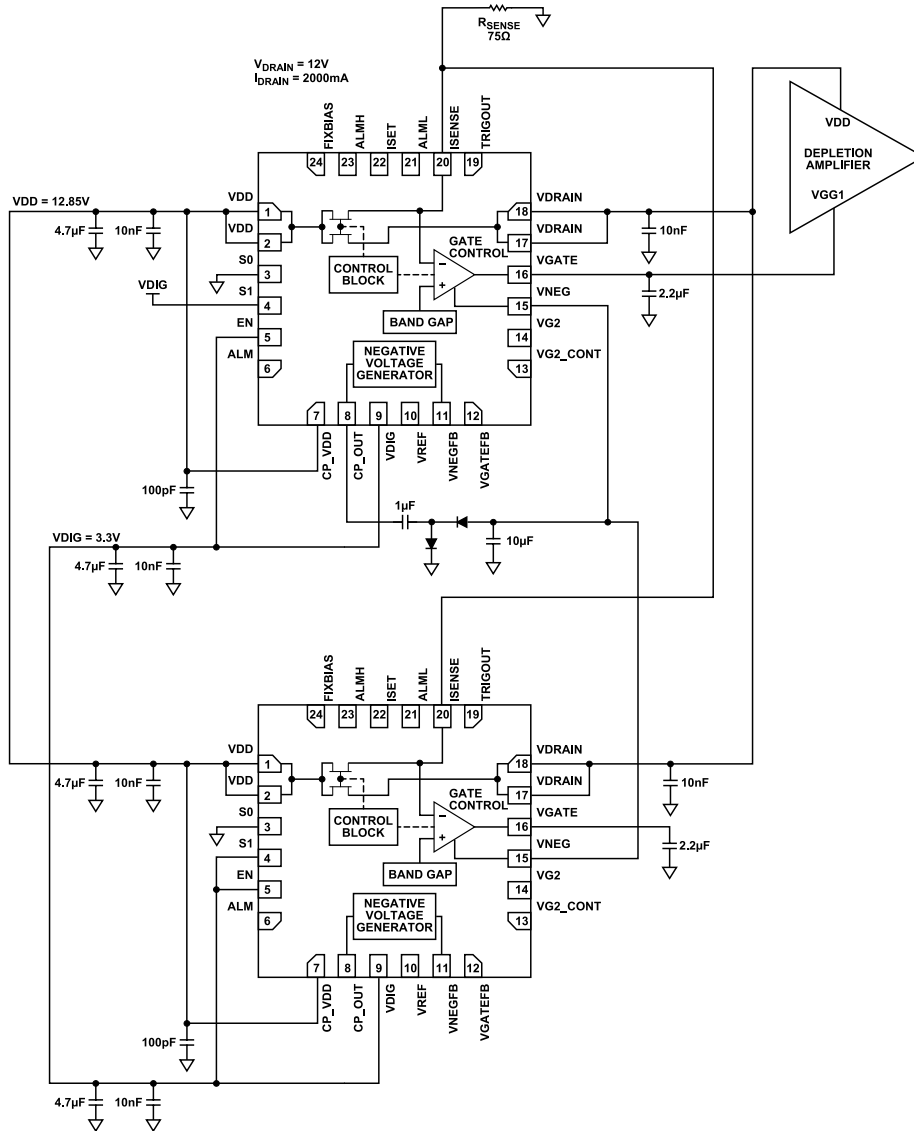 RSENSE
75Ω
VDRAIN = 12V
IDRAIN = 2000mA
FIXBIAS
ALMH
ISET
ALML
ISENSE
TRIGOUT
24
23
22
21
20
19
VDD
DEPLETION
AMPLIFIER
VGG1
VDD = 12.85V
4.7µF
10nF
VDD
1
VDD
2
S0
3
S1
4
VDIG
EN
5
ALM
6
CONTROL
BLOCK
GATE
CONTROL
–
+
BAND GAP
NEGATIVE
VOLTAGE
GENERATOR
VDRAIN
18
VDRAIN
17
VGATE
16
VNEG
15
VG2
14
VG2_CONT
13
10nF
2.2µF
7
8
9
10
11
12
CP_VDD
CP_OUT
VDIG
VREF
VNEGFB
VGATEFB
100pF
1µF
10µF
VDIG = 3.3V
4.7µF
10nF
FIXBIAS
ALMH
ISET
ALML
ISENSE
TRIGOUT
24
23
22
21
20
19
4.7µF
10nF
VDD
1
VDD
2
S0
3
S1
4
EN
5
ALM
6
CONTROL
BLOCK
GATE
CONTROL
–
+
BAND GAP
NEGATIVE
VOLTAGE
GENERATOR
VDRAIN
18
VDRAIN
17
VGATE
16
VNEG
15
VG2
14
VG2_CONT
13
10nF
2.2µF
7
8
9
10
11
12
CP_VDD
CP_OUT
VDIG
VREF
VNEGFB
VGATEFB
100pF
4.7µF
10nF